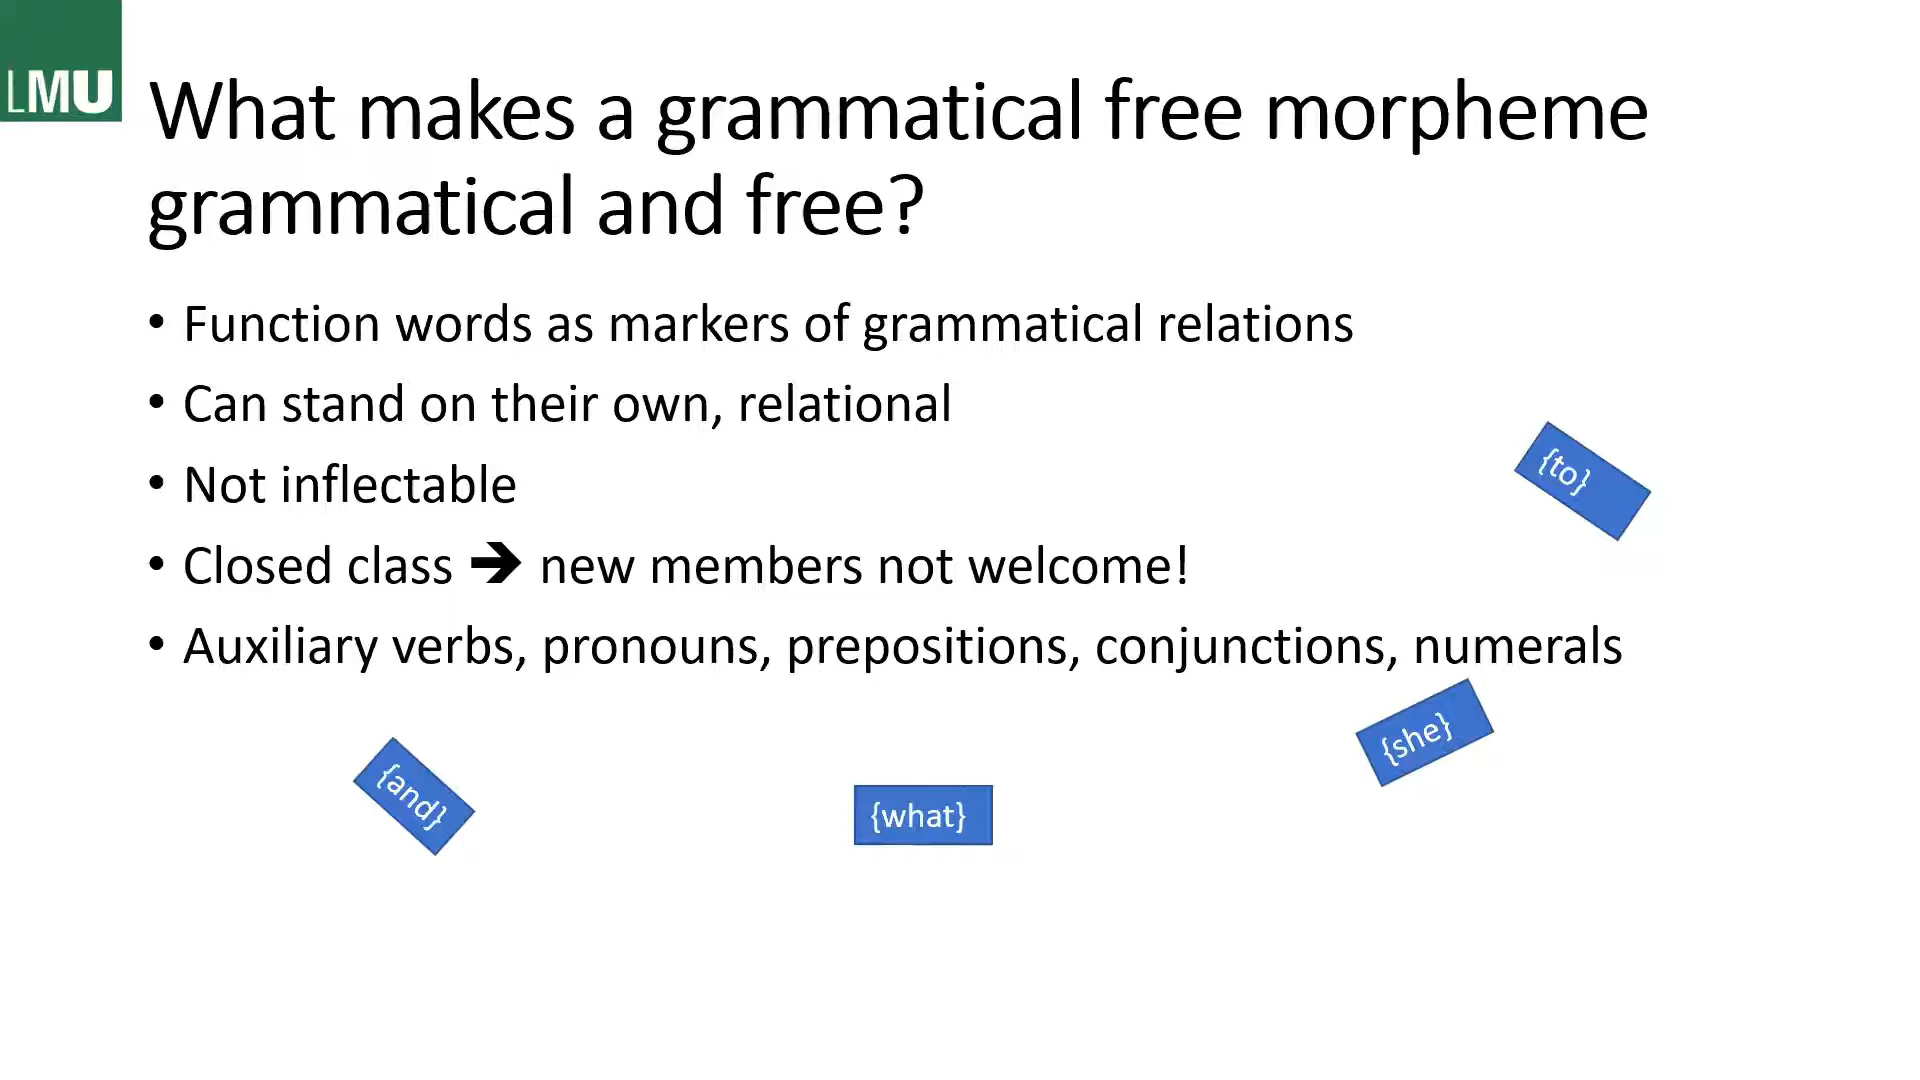 LMU
What makes a grammatical free morpheme
grammatical and free?
• Function words as markers of grammatical relations
• Can stand on their own, relational
• Not inflectable
• Closed class 🡺 new members not welcome!
• Auxiliary verbs, pronouns, prepositions, conjunctions, numerals
{to}
{she}
{and}
{what}